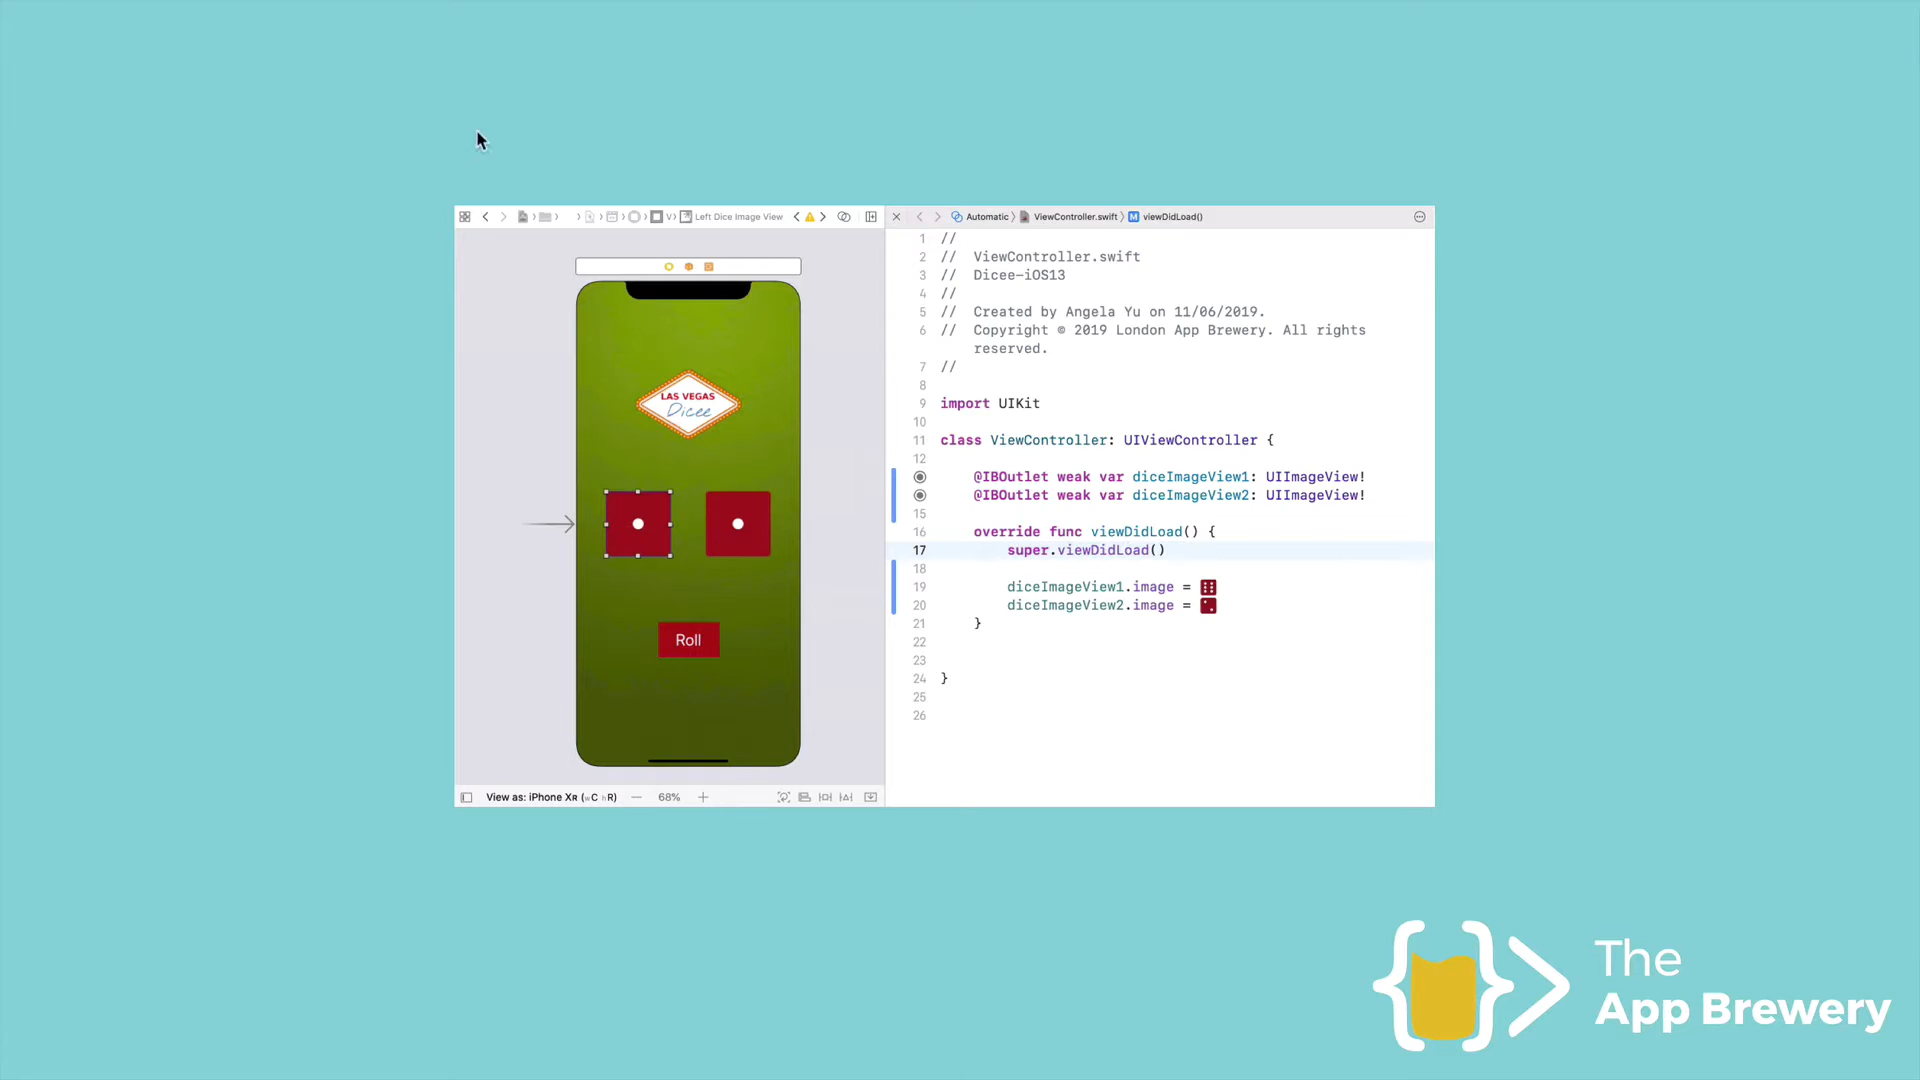 Left Dice Image View
LAS VEGAS
Dicee
Roll
View as: iPhone XR (wC hR)
68%
Automatic
ViewController.swift
M
viewDidLoad()
1 //
2 // ViewController.swift
3 // Dicee-iOS13
4 //
5 // Created by Angela Yu on 11/06/2019.
6 // Copyright © 2019 London App Brewery. All rights
reserved.
7 //
8
9 import UIKit
10
11 class ViewController: UIViewController {
12
@IBOutlet weak var diceImageView1: UIImageView!
@IBOutlet weak var diceImageView2: UIImageView!
15
16 override func viewDidLoad() {
17 super.viewDidLoad()
18
19 diceImageView1.image =
20 diceImageView2.image =
21 }
22
23
24 }
25
26
The
App Brewery